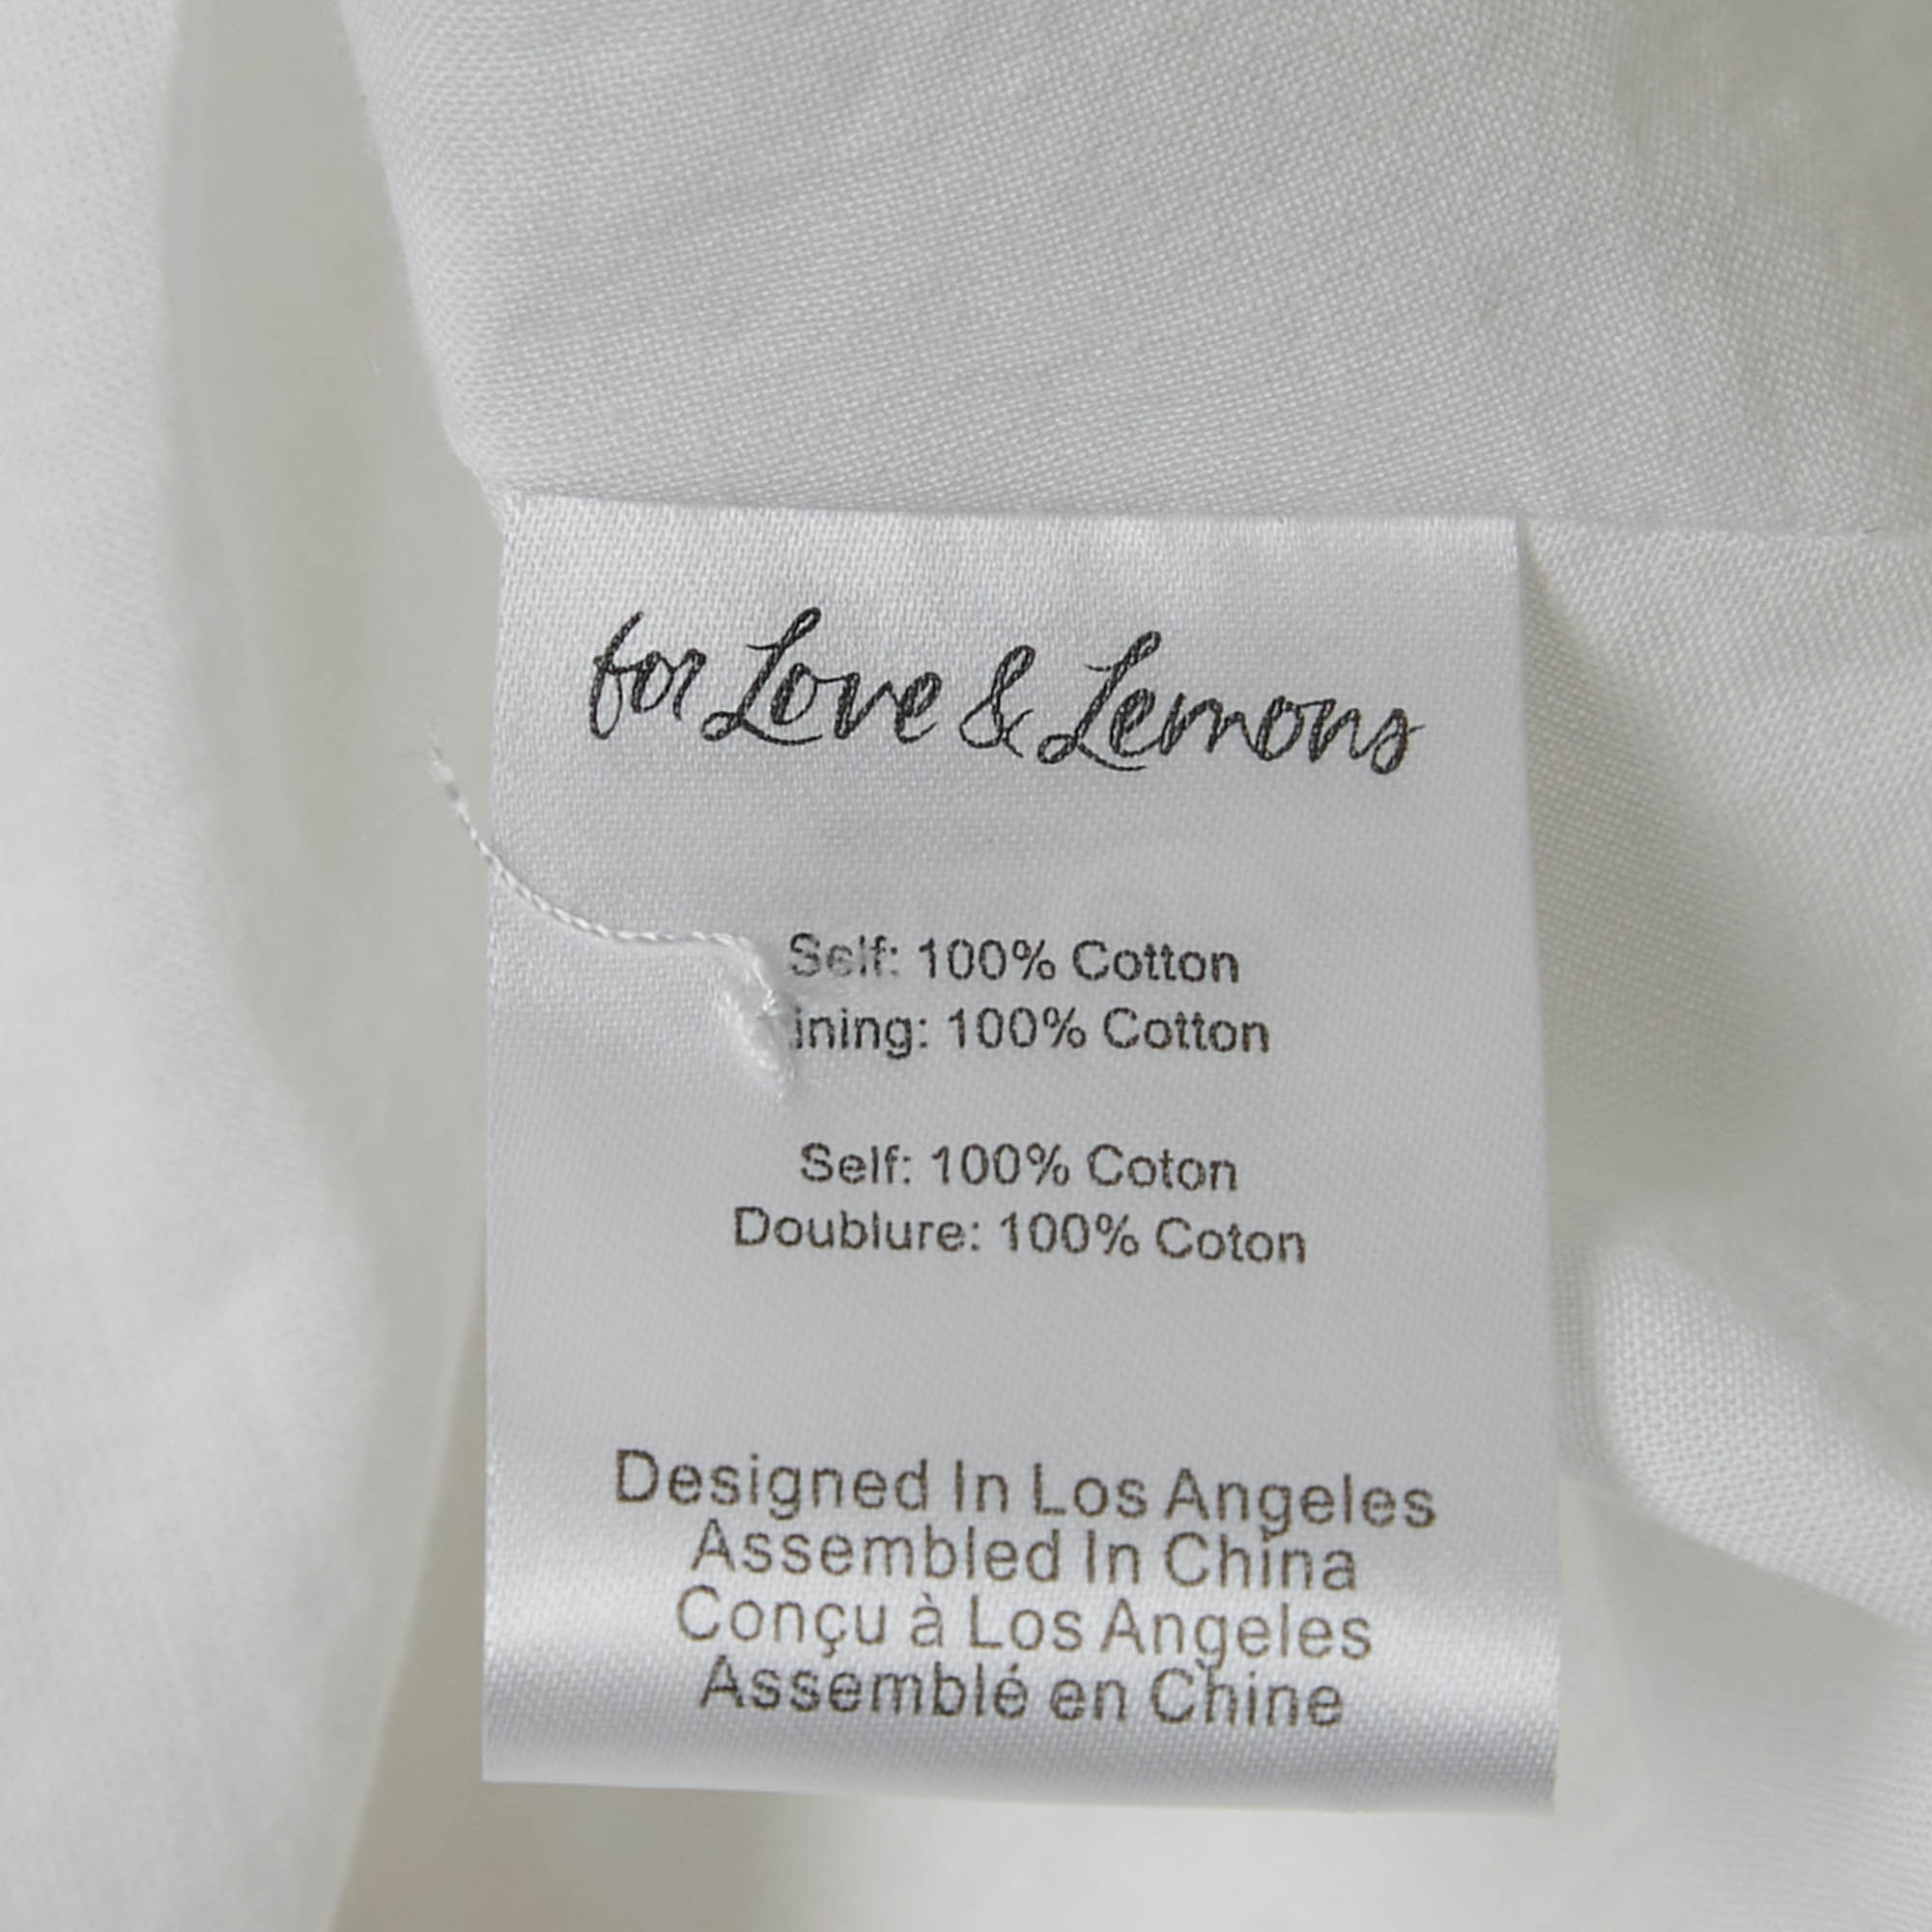 for Love & Lemons
Self: 100% Cotton
ining: 100% Cotton
Self: 100% Coton
Doublure: 100% Coton
Designed In Los Angeles
Assembled In China
Conçu à Los Angeles
Assemblé en Chine